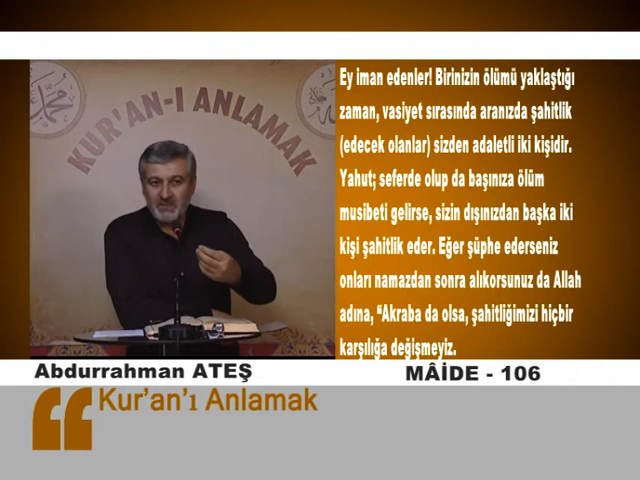 KUR'AN-I ANLAMAK
Ey iman edenler! Birinizin ölümü yaklaştığı
zaman, vasiyet sırasında aranızda şahitlik
(edecek olanlar) sizden adaletli iki kişidir.
Yahut; seferde olup da başınıza ölüm
musibeti gelirse, sizin dışınızdan başka iki
kişi şahitlik eder. Eğer şüphe ederseniz
onları namazdan sonra alıkorsunuz da Allah
adına, “Akraba da olsa, şahitliğimizi hiçbir
karşılığa değişmeyiz.
Abdurrahman ATEŞ
MÂİDE - 106
“ Kur’an’ı Anlamak